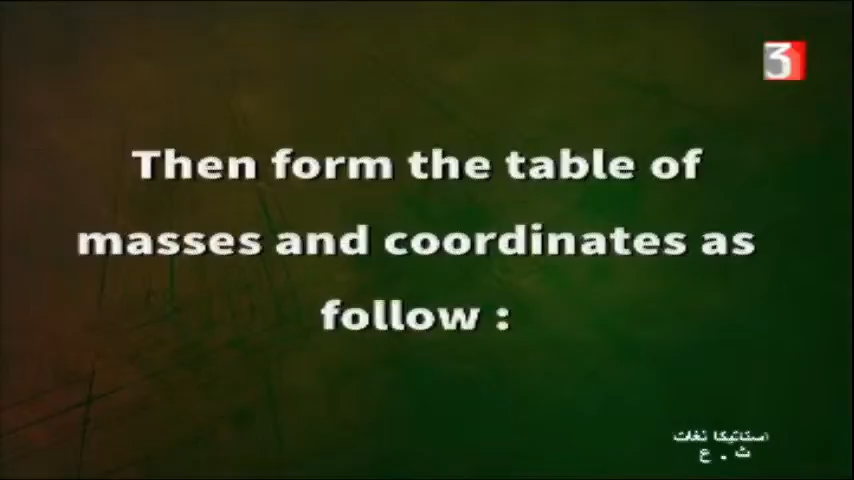 3
Then form the table of
masses and coordinates as
follow :
استاتيكا لغات
ث . ع